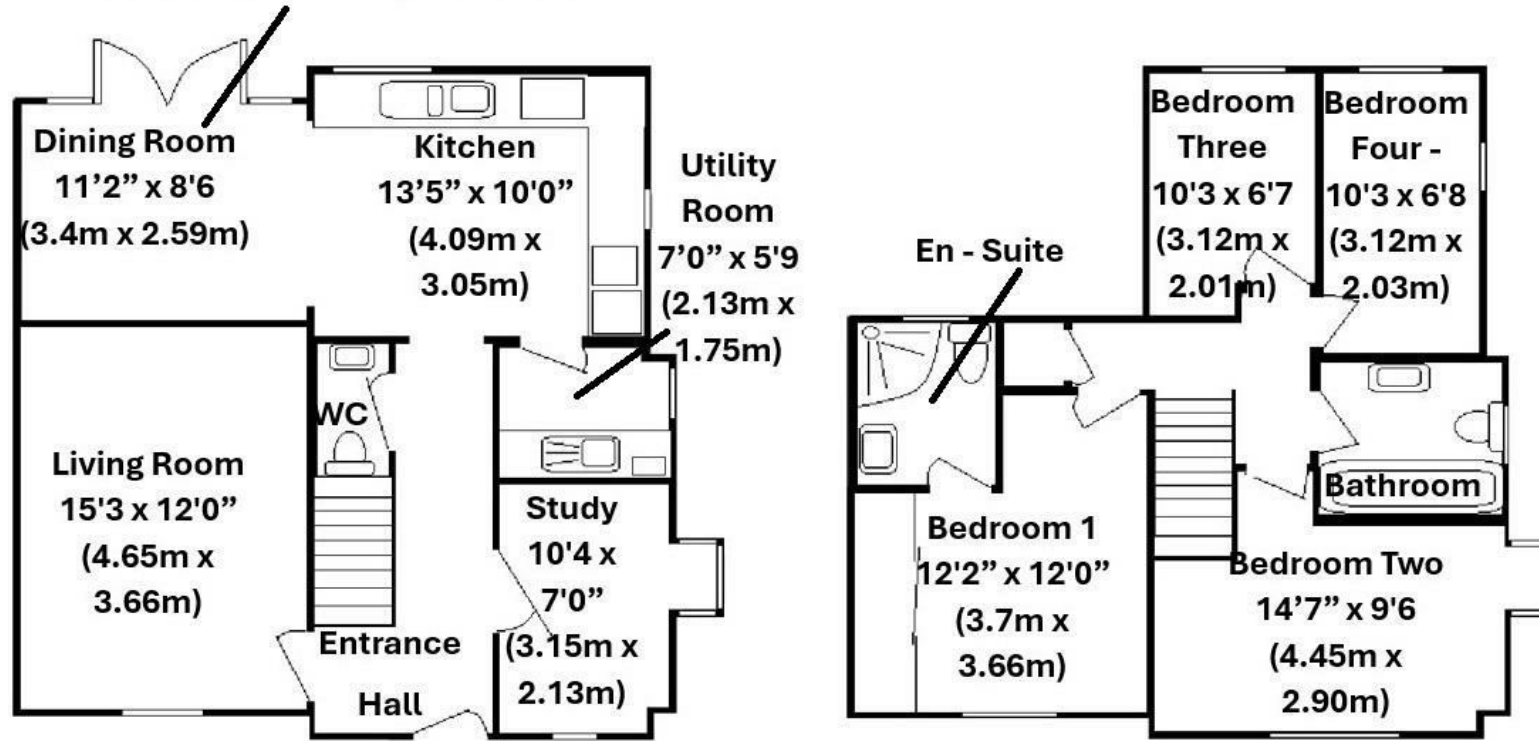 Dining Room
11’2” x 8'6
(3.4m x 2.59m)
Kitchen
13’5” x 10'0”
(4.09m x
3.05m)
Utility
Room
7’0” x 5'9
(2.13m x
1.75m)
WC
Living Room
15'3 x 12'0”
(4.65m x
3.66m)
Study
10'4 x
7'0”
(3.15m x
2.13m)
Entrance
Hall
Bedroom
Three
10'3 x 6'7
(3.12m x
2.01m)
Bedroom
Four -
10'3 x 6'8
(3.12m x
2.03m)
En - Suite
Bathroom
Bedroom 1
12'2” x 12'0”
(3.7m x
3.66m)
Bedroom Two
14’7” x 9'6
(4.45m x
2.90m)